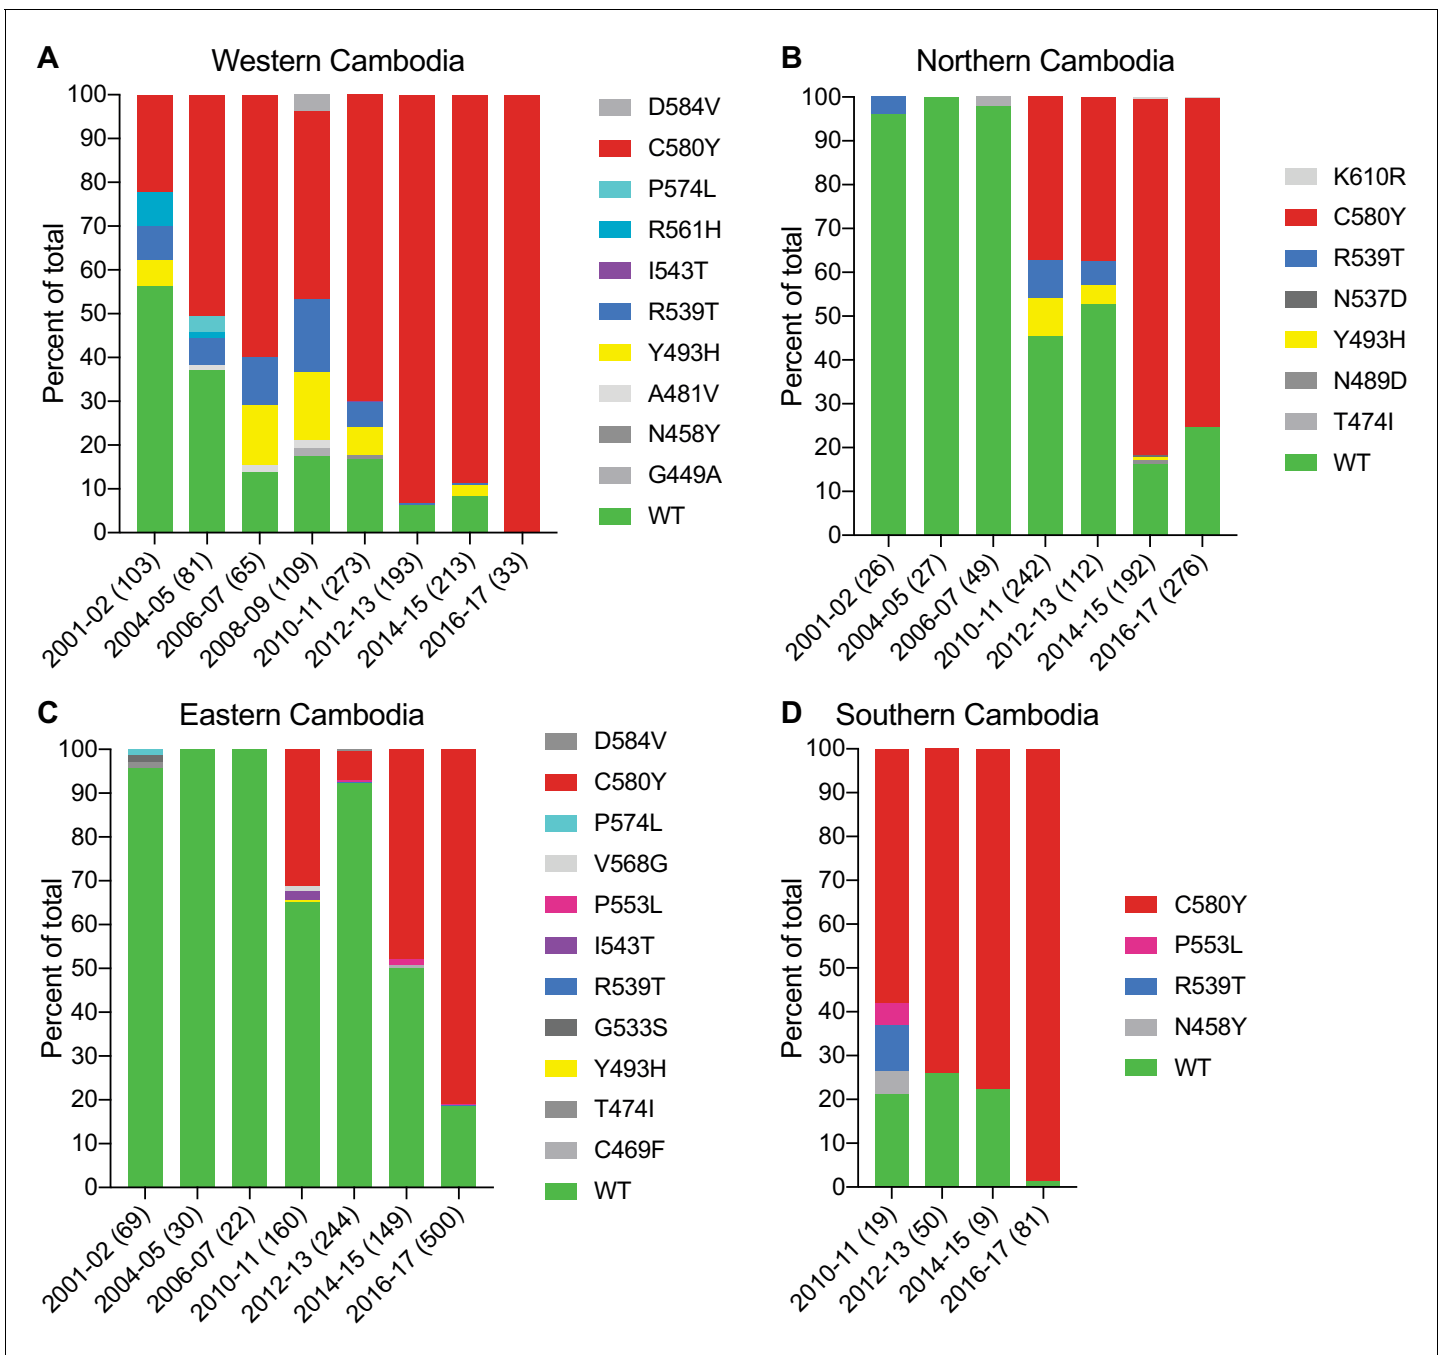 A
Western Cambodia
Percent of total
100
90
80
70
60
50
40
30
20
10
0
2001-02 (103)
2004-05 (81)
2006-07 (65)
2008-09 (109)
2010-11 (273)
2012-13 (193)
2014-15 (213)
2016-17 (33)
D584V
C580Y
P574L
R561H
I543T
R539T
Y493H
A481V
N458Y
G449A
WT
B
Northern Cambodia
Percent of total
100
90
80
70
60
50
40
30
20
10
0
2001-02 (26)
2004-05 (27)
2006-07 (49)
2010-11 (242)
2012-13 (112)
2014-15 (192)
2016-17 (276)
K610R
C580Y
R539T
N537D
Y493H
N489D
T474I
WT
C
Eastern Cambodia
Percent of total
100
90
80
70
60
50
40
30
20
10
0
2001-02 (69)
2004-05 (30)
2006-07 (22)
2010-11 (160)
2012-13 (244)
2014-15 (149)
2016-17 (500)
D584V
C580Y
P574L
V568G
P553L
I543T
R539T
G533S
Y493H
T474I
C469F
WT
D
Southern Cambodia
Percent of total
100
90
80
70
60
50
40
30
20
10
0
2010-11 (19)
2012-13 (50)
2014-15 (9)
2016-17 (81)
C580Y
P553L
R539T
N458Y
WT